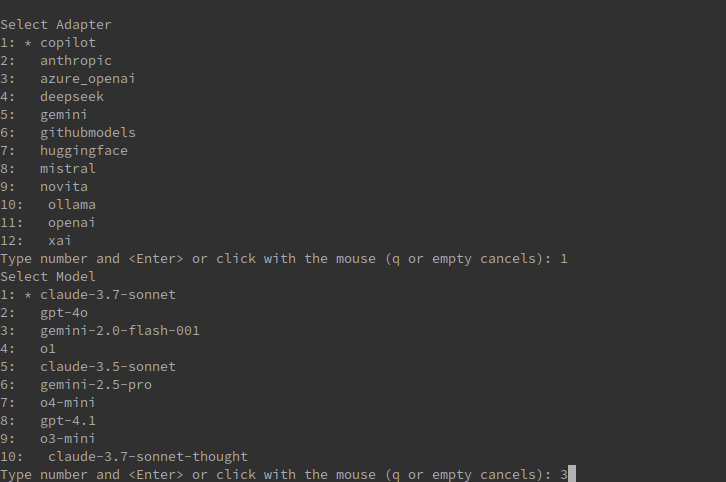 Select Adapter
1: * copilot
2:   anthropic
3:   azure_openai
4:   deepseek
5:   gemini
6:   githubmodels
7:   huggingface
8:   mistral
9:   novita
10:   ollama
11:   openai
12:   xai
Type number and <Enter> or click with the mouse (q or empty cancels): 1
Select Model
1: * claude-3.7-sonnet
2:   gpt-4o
3:   gemini-2.0-flash-001
4:   o1
5:   claude-3.5-sonnet
6:   gemini-2.5-pro
7:   o4-mini
8:   gpt-4.1
9:   o3-mini
10:   claude-3.7-sonnet-thought
Type number and <Enter> or click with the mouse (q or empty cancels): 3